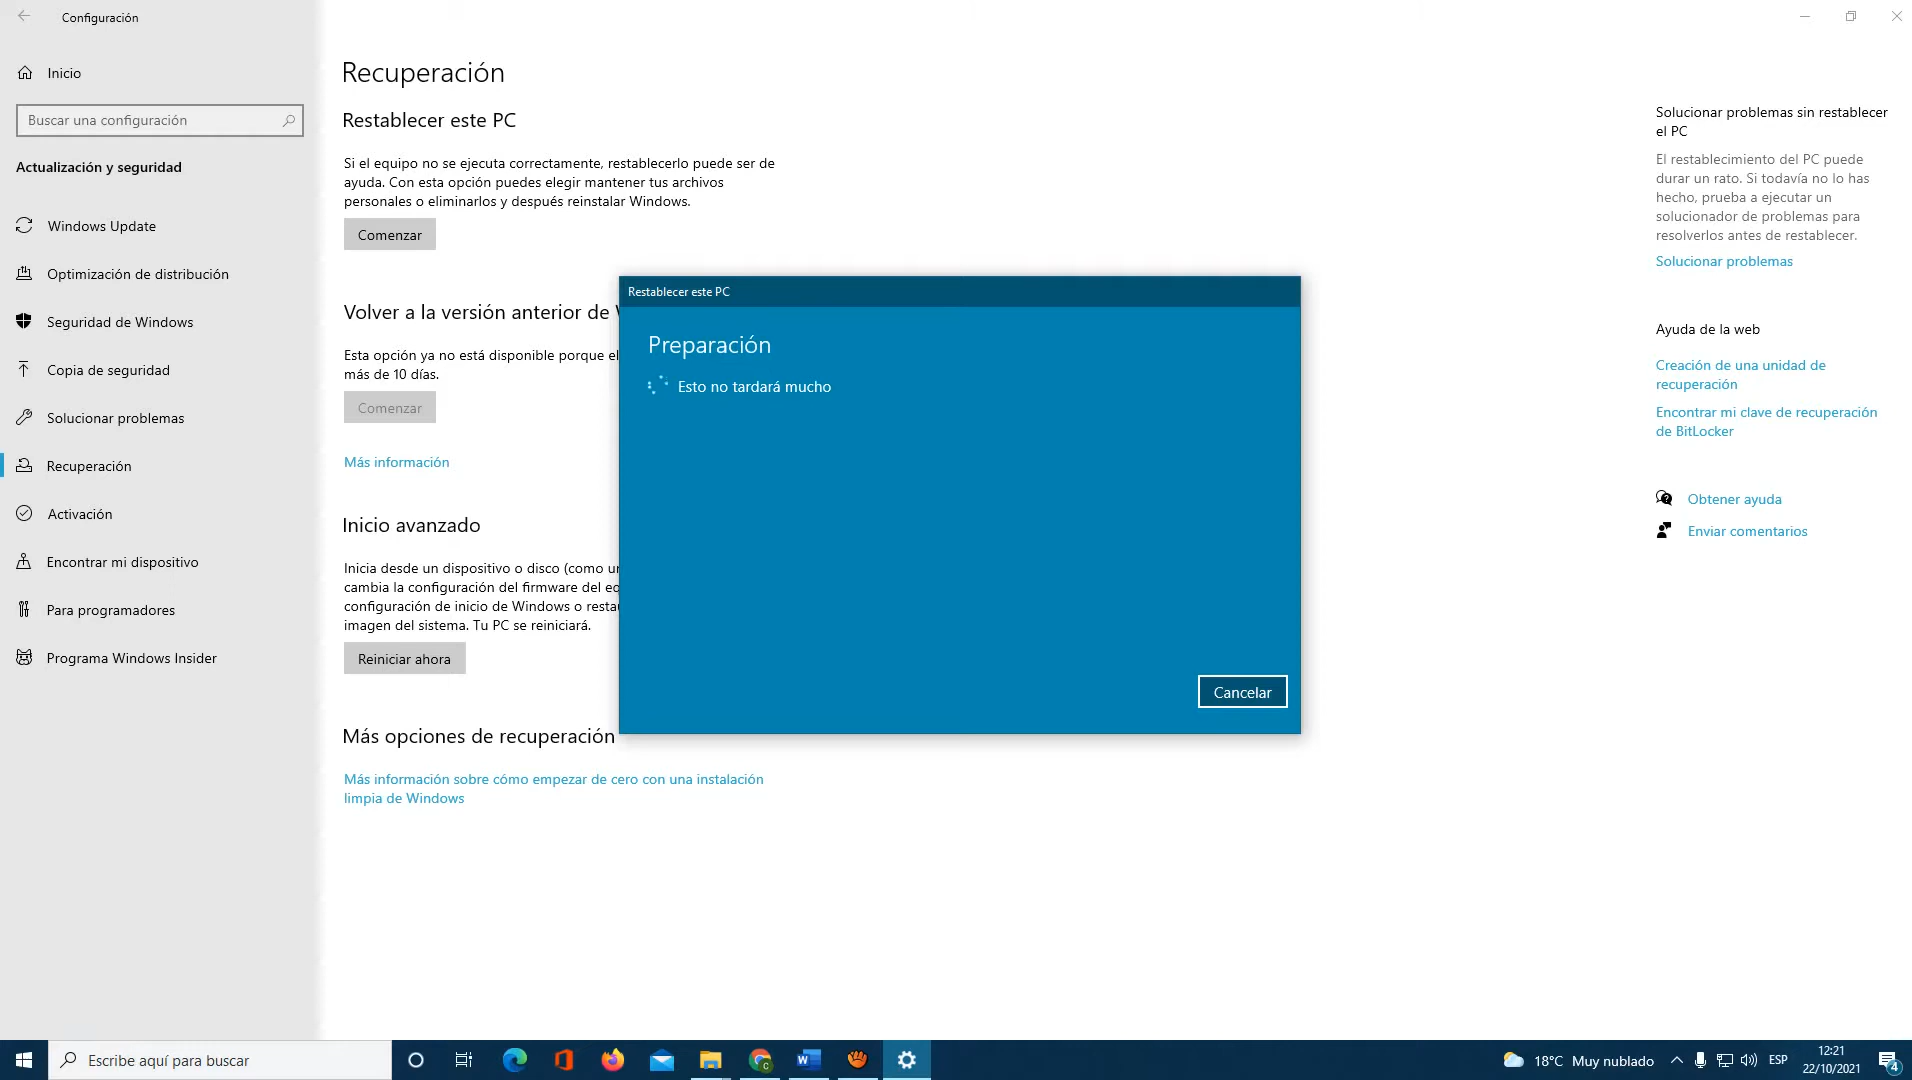 Configuración
Inicio
Buscar una configuración
Actualización y seguridad
Windows Update
Optimización de distribución
Seguridad de Windows
Copia de seguridad
Solucionar problemas
Recuperación
Activación
Encontrar mi dispositivo
Para programadores
Programa Windows Insider
Recuperación
Restablecer este PC
Si el equipo no se ejecuta correctamente, restablecerlo puede ser de
ayuda. Con esta opción puedes elegir mantener tus archivos
personales o eliminarlos y después reinstalar Windows.
Comenzar
Volver a la versión anterior de
Esta opción ya no está disponible porque el
más de 10 días.
Comenzar
Más información
Inicio avanzado
Inicia desde un dispositivo o disco (como
cambia la configuración del firmware del
configuración de inicio de Windows o
imagen del sistema. Tu PC se reiniciará.
Reiniciar ahora
Más opciones de recuperación
Más información sobre cómo empezar de cero con una instalación
limpia de Windows
Restablecer este PC
Preparación
Esto no tardará mucho
Cancelar
Solucionar problemas sin restablecer
el PC
El restablecimiento del PC puede
durar un rato. Si todavía no lo has
hecho, prueba a ejecutar un
solucionador de problemas para
resolverlos antes de restablecer.
Solucionar problemas
Ayuda de la web
Creación de una unidad de
recuperación
Encontrar mi clave de recuperación
de BitLocker
Obtener ayuda
Enviar comentarios
Escribe aquí para buscar
18°C Muy nublado
ESP
12:21
22/10/2021
4